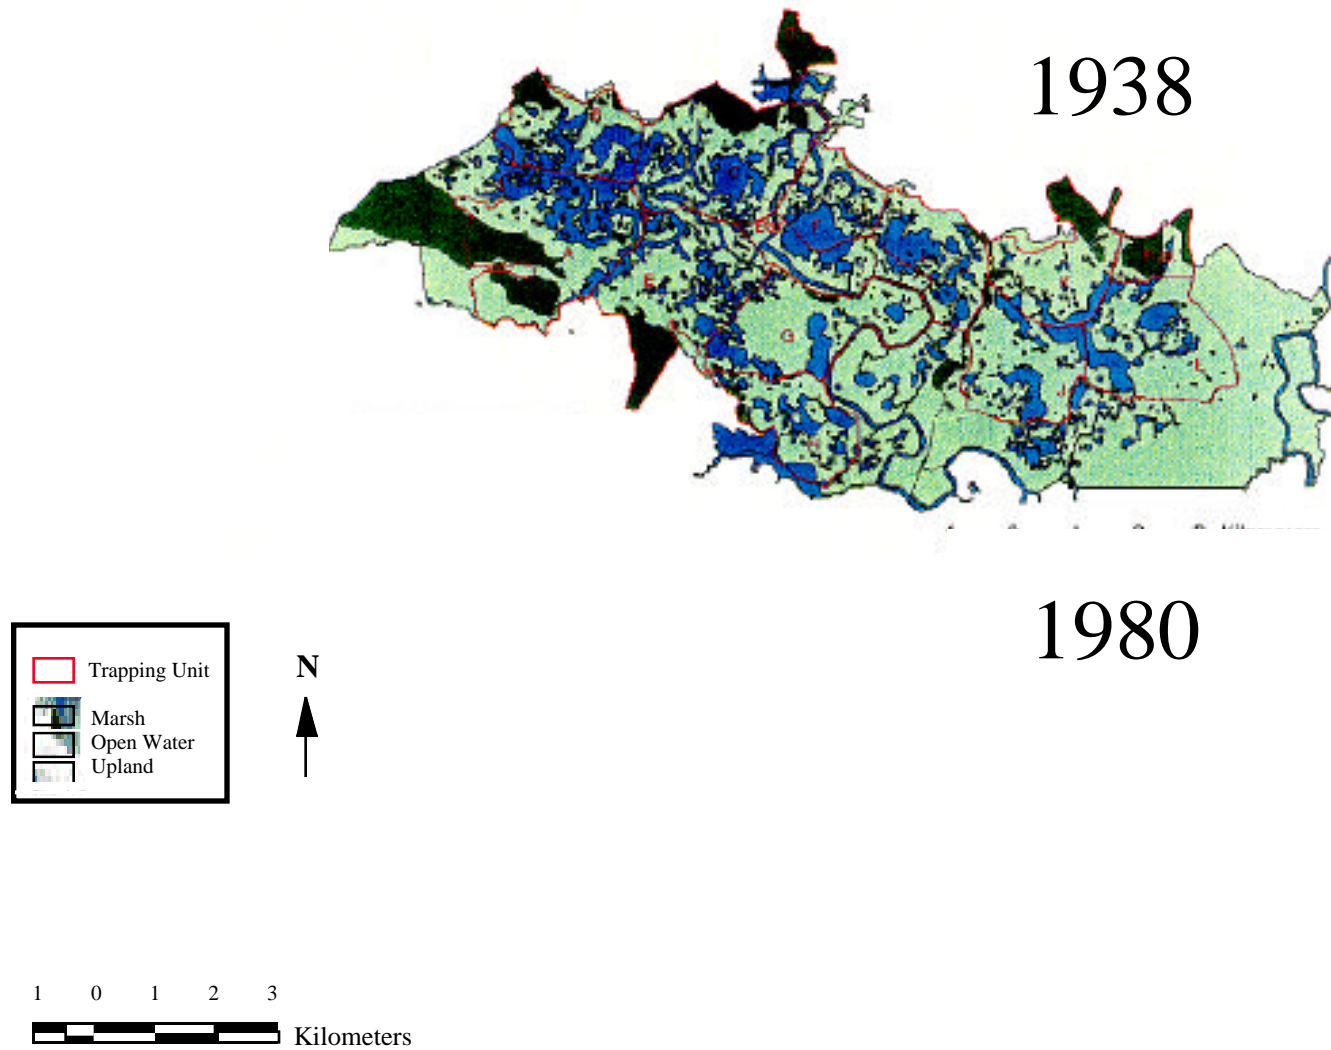 1938
B
C
F
A
E
K
G
L
J
1980
Trapping Unit
Marsh
Open Water
Upland
N
1 0 1 2 3
Kilometers